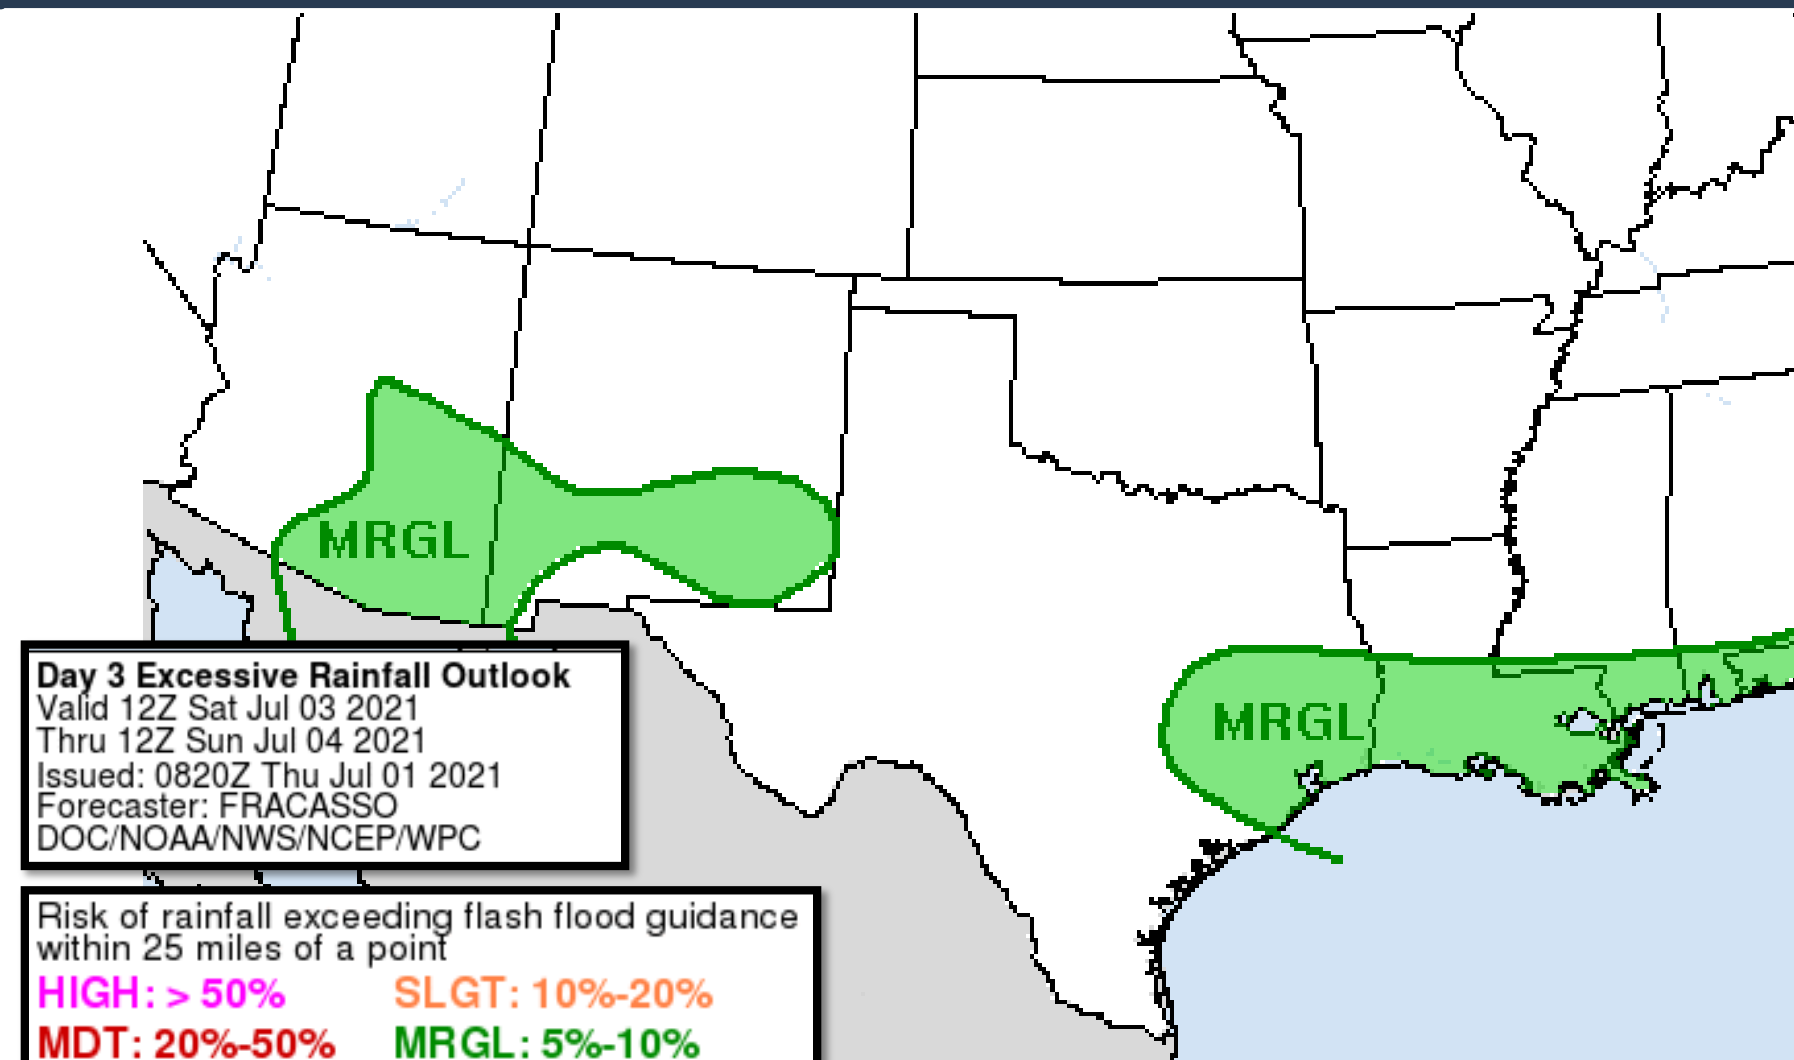 MRGL
MRGL
Day 3 Excessive Rainfall Outlook
Valid 12Z Sat Jul 03 2021
Thru 12Z Sun Jul 04 2021
Issued: 0820Z Thu Jul 01 2021
Forecaster: FRACASSO
DOC/NOAA/NWS/NCEP/WPC
Risk of rainfall exceeding flash flood guidance
within 25 miles of a point
HIGH: > 50% SLGT: 10%-20%
MDT: 20%-50% MRGL: 5%-10%